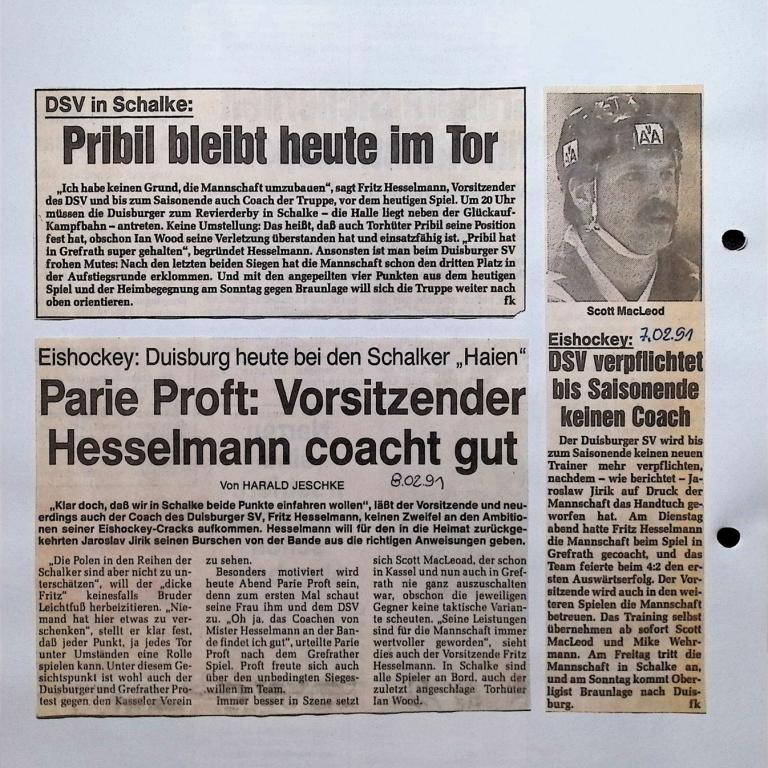 DSV in Schalke:
Pribil bleibt heute im Tor
„Ich habe keinen Grund, die Mannschaft umzubauen“, sagt Fritz Hesselmann, Vorsitzender
des DSV und bis zum Saisonende auch Coach der Truppe, vor dem heutigen Spiel. Um 20 Uhr
müssen die Duisburger zum Revierderby in Schalke – die Halle liegt neben der Glückauf-
Kampfbahn – antreten. Keine Umstellung: Das heißt, daß auch Torhüter Pribil seine Position
fest hat, obschon Ian Wood seine Verletzung überstanden hat und einsatzfähig ist. „Pribil hat
in Grefrath super gehalten“, begründet Hesselmann. Ansonsten ist man beim Duisburger SV
frohen Mutes: Nach den letzten beiden Siegen hat die Mannschaft schon den dritten Platz in
der Aufstiegsrunde erklommen. Und mit den angepeilten vier Punkten aus dem heutigen
Spiel und der Heimbegegnung am Sonntag gegen Braunlage will sich die Truppe weiter nach
oben orientieren. fk
Eishockey: Duisburg heute bei den Schalker „Haien“
Parie Proft: Vorsitzender
Hesselmann coacht gut
Von HARALD JESCHKE 8.02.91
„Klar doch, daß wir in Schalke beide Punkte einfahren wollen“, läßt der Vorsitzende und neu-
erdings auch der Coach des Duisburger SV, Fritz Hesselmann, keinen Zweifel an den Ambitio-
nen seiner Eishockey-Cracks aufkommen. Hesselmann will für den in die Heimat zurückge-
kehrten Jaroslav Jirik seinen Burschen von der Bande aus die richtigen Anweisungen geben.
„Die Polen in den Reihen der
Schalker sind aber nicht zu un-
terschätzen“, will der „dicke
Fritz“ keinesfalls Bruder
Leichtfuß herbeizitieren. „Nie-
mand hat hier etwas zu ver-
schenken“, stellt er klar fest,
daß jeder Punkt, ja jedes Tor
unter Umständen eine Rolle
spielen kann. Unter diesem Ge-
sichtspunkt ist wohl auch der
Duisburger und Grefrather Pro-
test gegen den Kasseler Verein
zu sehen.
Besonders motiviert wird
heute Abend Parie Proft sein,
denn zum ersten Mal schaut
seine Frau ihm und dem DSV
zu. „Oh ja, das Coachen von
Mister Hesselmann an der Ban-
de findet ich gut“, urteilte Parie
Proft nach dem Grefrather
Spiel. Proft freute sich auch
über den unbedingten Sieges-
willen im Team.
Immer besser in Szene setzt
sich Scott MacLeoad, der schon
in Kassel und nun auch in Gref-
rath nie ganz auszuschalten
war, obschon die jeweiligen
Gegner keine taktische Varian-
te scheuten. „Seine Leistungen
sind für die Mannschaft immer
wertvoller geworden“, sieht
dies auch der Vorsitzende Fritz
Hesselmann. In Schalke sind
alle Spieler an Bord, auch der
zuletzt angeschlage Torhüter
Ian Wood.
AA
AA
Scott MacLeod
Eishockey: 7.02.91
DSV verpflichtet
bis Saisonende
keinen Coach
Der Duisburger SV wird bis
zum Saisonende keinen neuen
Trainer mehr verpflichten,
nachdem – wie berichtet – Ja-
roslaw Jirik auf Druck der
Mannschaft das Handtuch ge-
worfen hat. Am Dienstag
abend hatte Fritz Hesselmann
die Mannschaft beim Spiel in
Grefrath gecoacht, und das
Team feierte beim 4:2 den er-
sten Auswärtserfolg. Der Vor-
sitzende wird auch in den wei-
teren Spielen die Mannschaft
betreuen. Das Training selbst
übernehmen ab sofort Scott
MacLeod und Mike Wehr-
mann. Am Freitag tritt die
Mannschaft in Schalke an,
und am Sonntag kommt Ober-
ligist Braunlage nach Duis-
burg. fk